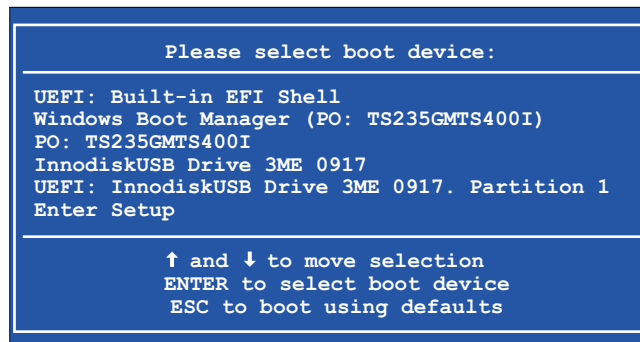 Please select boot device:
UEFI: Built-in EFI Shell
Windows Boot Manager (PO: TS235GMTS400I)
PO: TS235GMTS400I
InnodiskUSB Drive 3ME 0917
UEFI: InnodiskUSB Drive 3ME 0917. Partition 1
Enter Setup
↑ and ↓ to move selection
ENTER to select boot device
ESC to boot using defaults